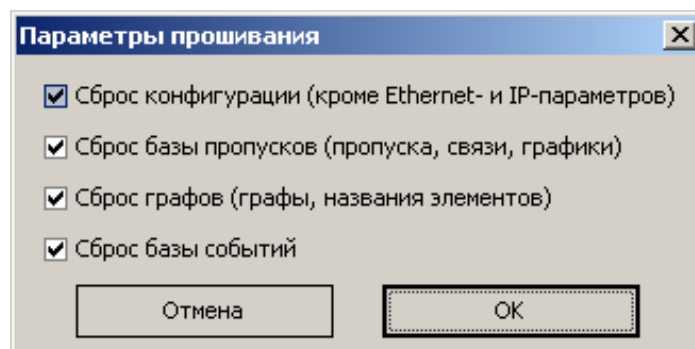 Параметры прошивания
Сброс конфигурации (кроме Ethernet- и IP-параметров)
Сброс базы пропусков (пропуска, связи, графики)
Сброс графов (графы, названия элементов)
Сброс базы событий
Отмена OK